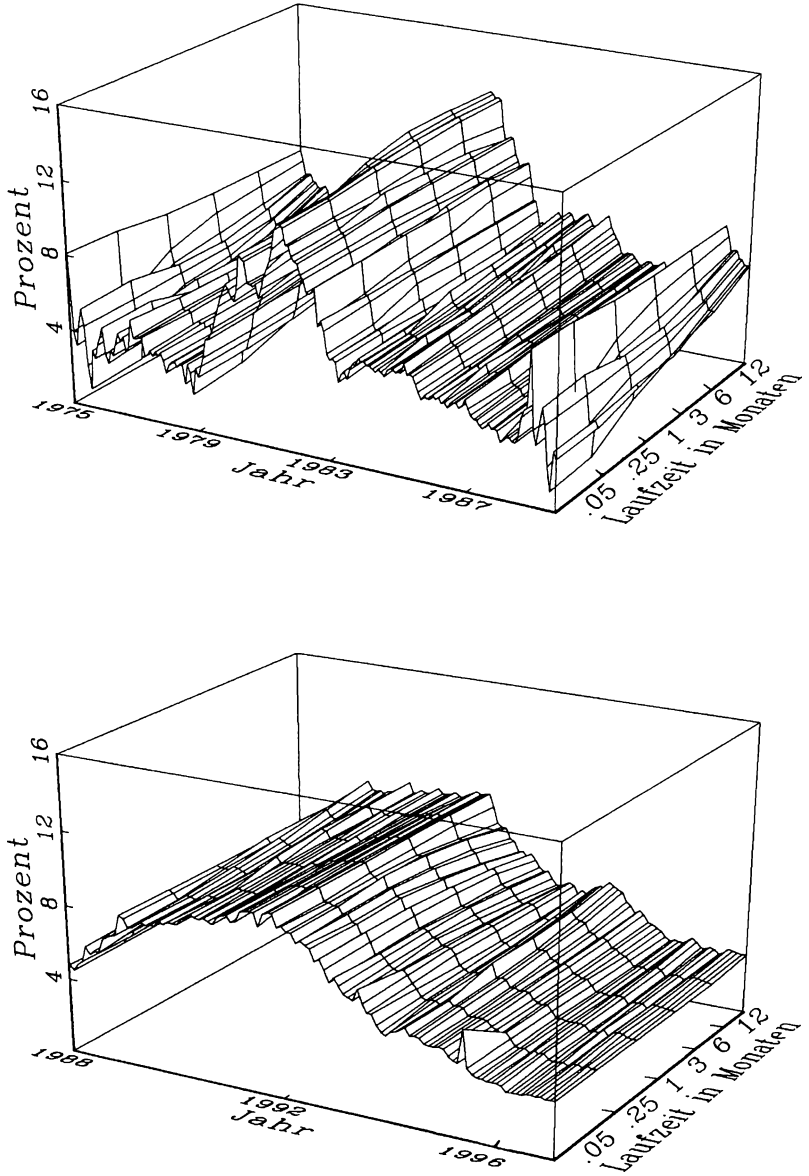 16
12
8
4
Prozent
1975
1979
1983
1987
Jahr
.05 .25 1 3 6 12
Laufzeit in Monaten
16
12
8
4
Prozent
1988
1992
1996
Jahr
.05 .25 1 3 6 12
Laufzeit in Monaten